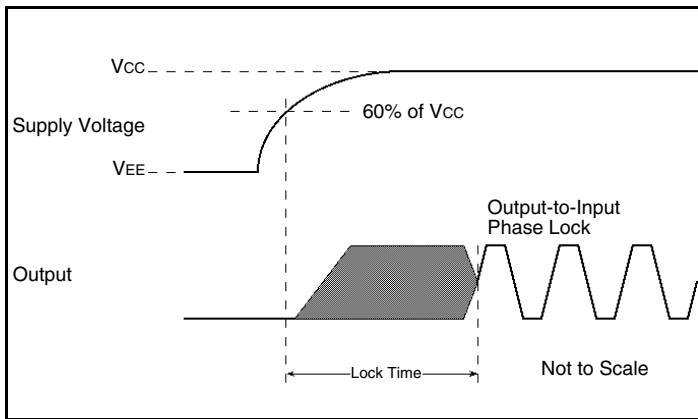 VCC
60% of VCC
Supply Voltage
VEE
Output-to-Input
Phase Lock
Output
Lock Time
Not to Scale